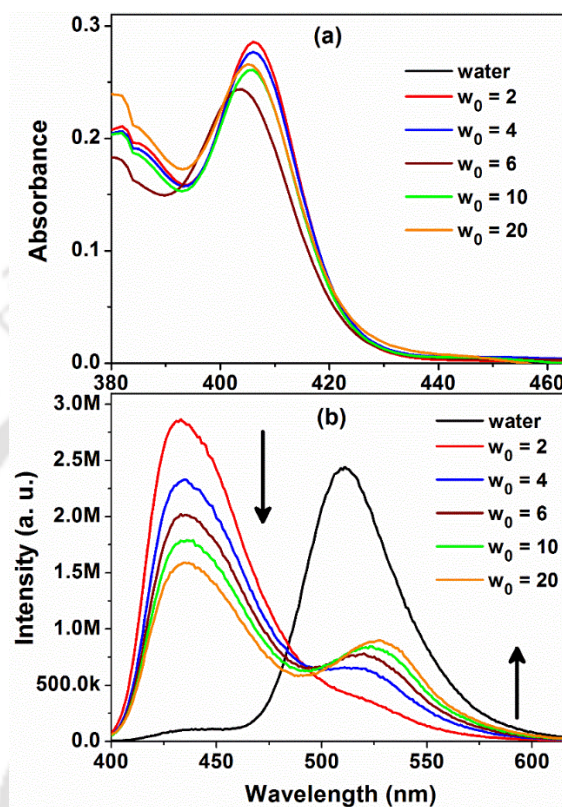 (a)
water
w₀ = 2
w₀ = 4
w₀ = 6
w₀ = 10
w₀ = 20
Absorbance
0.3
0.2
0.1
0.0
380 400 420 440 460
(b)
water
w₀ = 2
w₀ = 4
w₀ = 6
w₀ = 10
w₀ = 20
Intensity (a. u.)
3.0M
2.5M
2.0M
1.5M
1.0M
500.0k
0.0
400 450 500 550 600
Wavelength (nm)